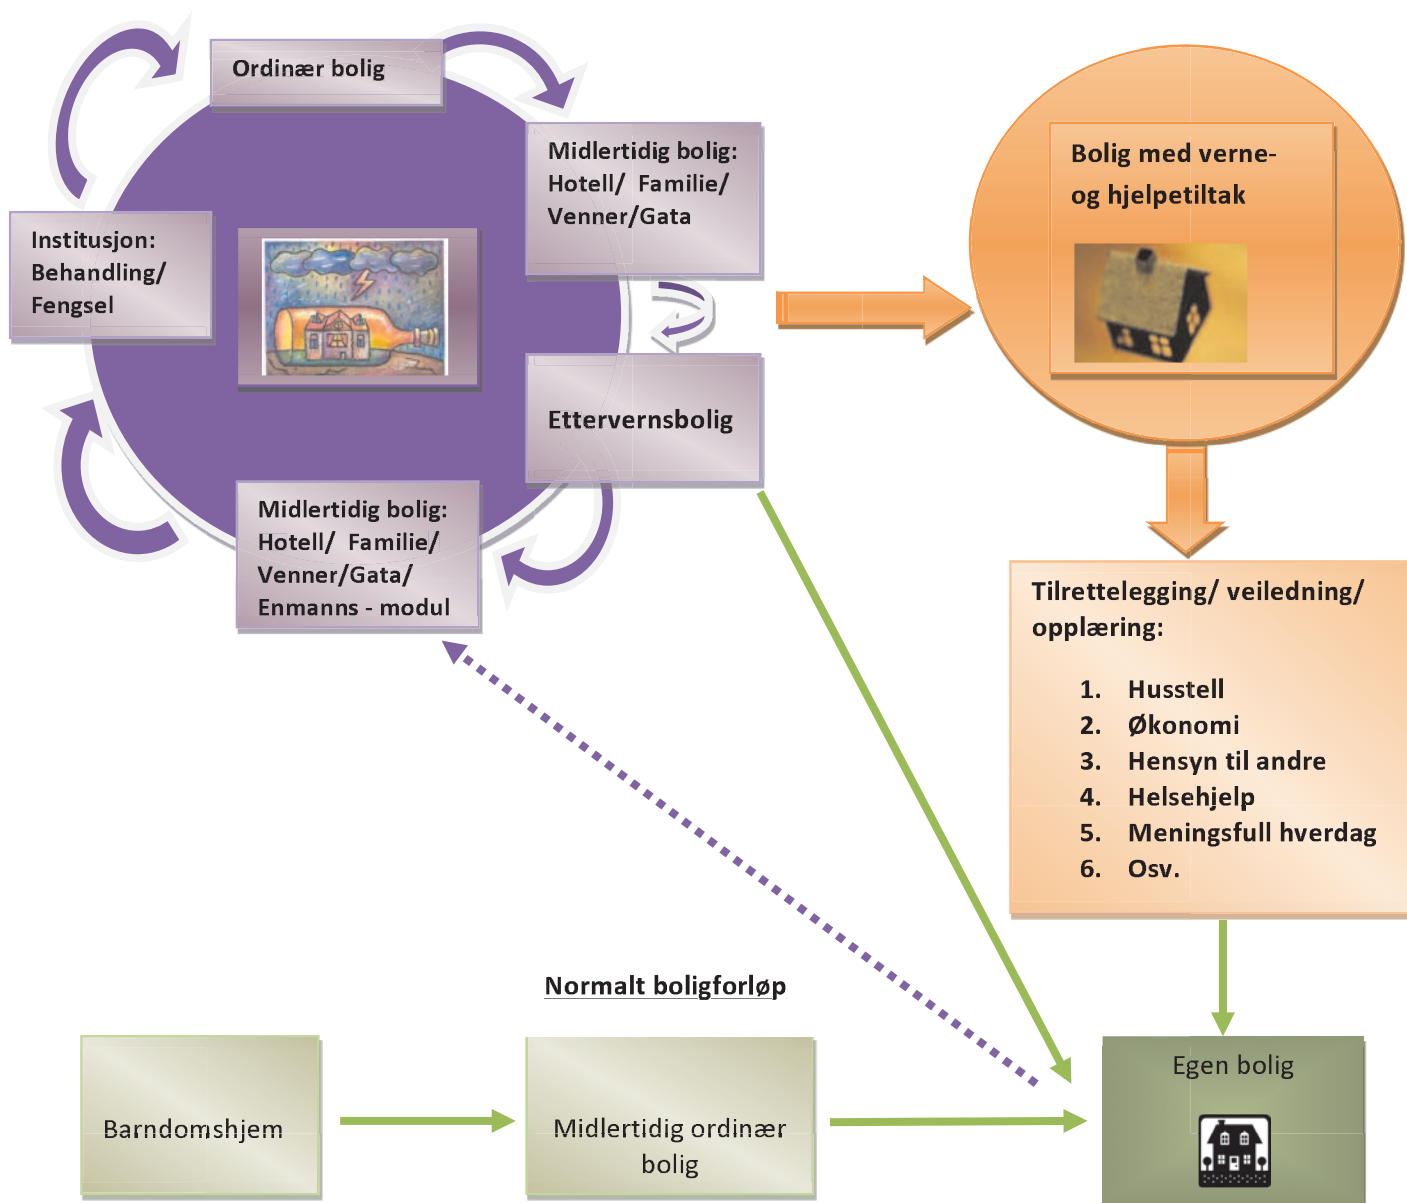 Ordinær bolig
Midlertidig bolig:
Hotell/ Familie/
Venner/Gata
Institusjon:
Behandling/
Fengsel
Ettervernsbolig
Midlertidig bolig:
Hotell/ Familie/
Venner/Gata/
Enmanns - modul
Bolig med verne-
og hjelpetiltak
Tilrettelegging/ veiledning/
opplæring:
1. Husstell
2. Økonomi
3. Hensyn til andre
4. Helsehjelp
5. Meningsfull hverdag
6. Osv.
Normalt boligforløp
Barndomshjem
Midlertidig ordinær
bolig
Egen bolig